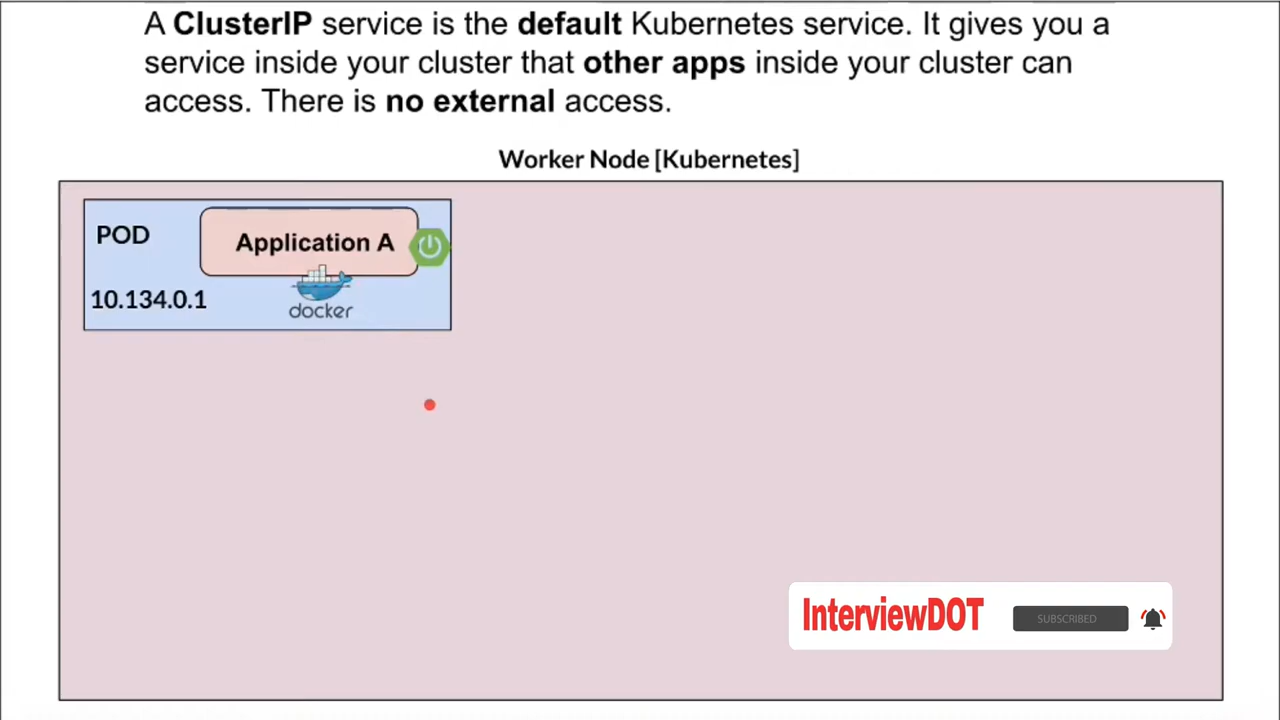 A ClusterIP service is the default Kubernetes service. It gives you a
service inside your cluster that other apps inside your cluster can
access. There is no external access.
Worker Node [Kubernetes]
POD
Application A
10.134.0.1
docker
InterviewDOT
SUBSCRIBED